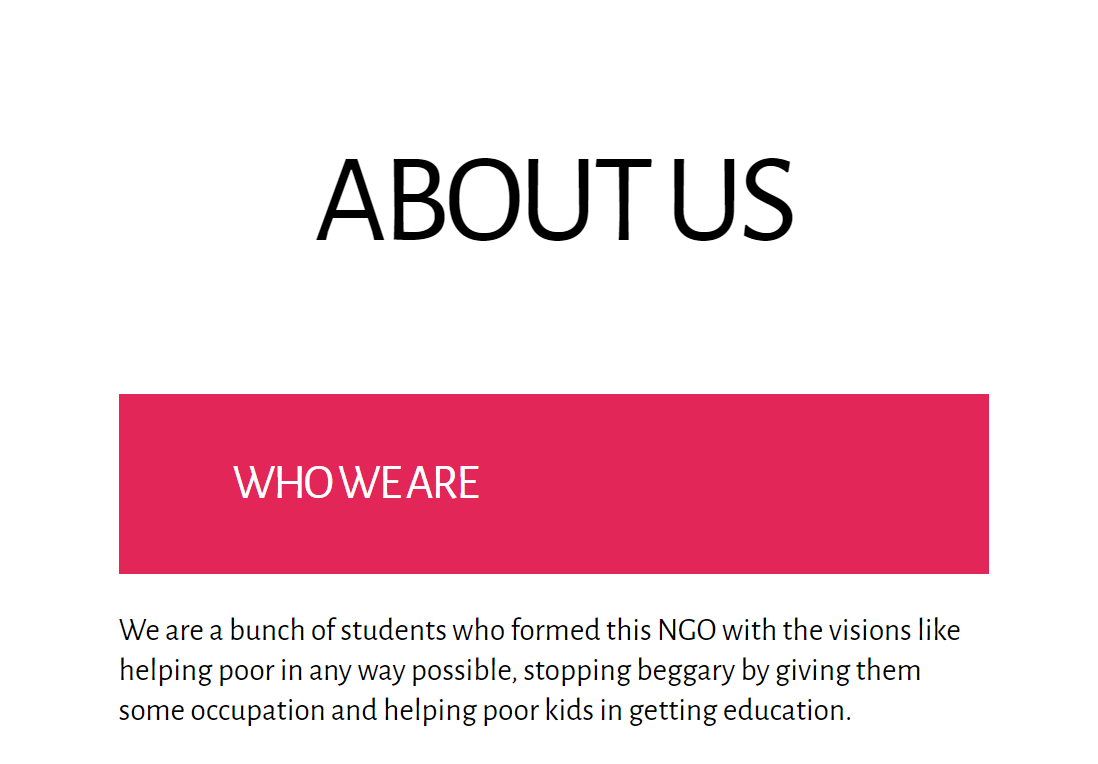 ABOUT US
WHO WE ARE
We are a bunch of students who formed this NGO with the visions like
helping poor in any way possible, stopping beggary by giving them
some occupation and helping poor kids in getting education.